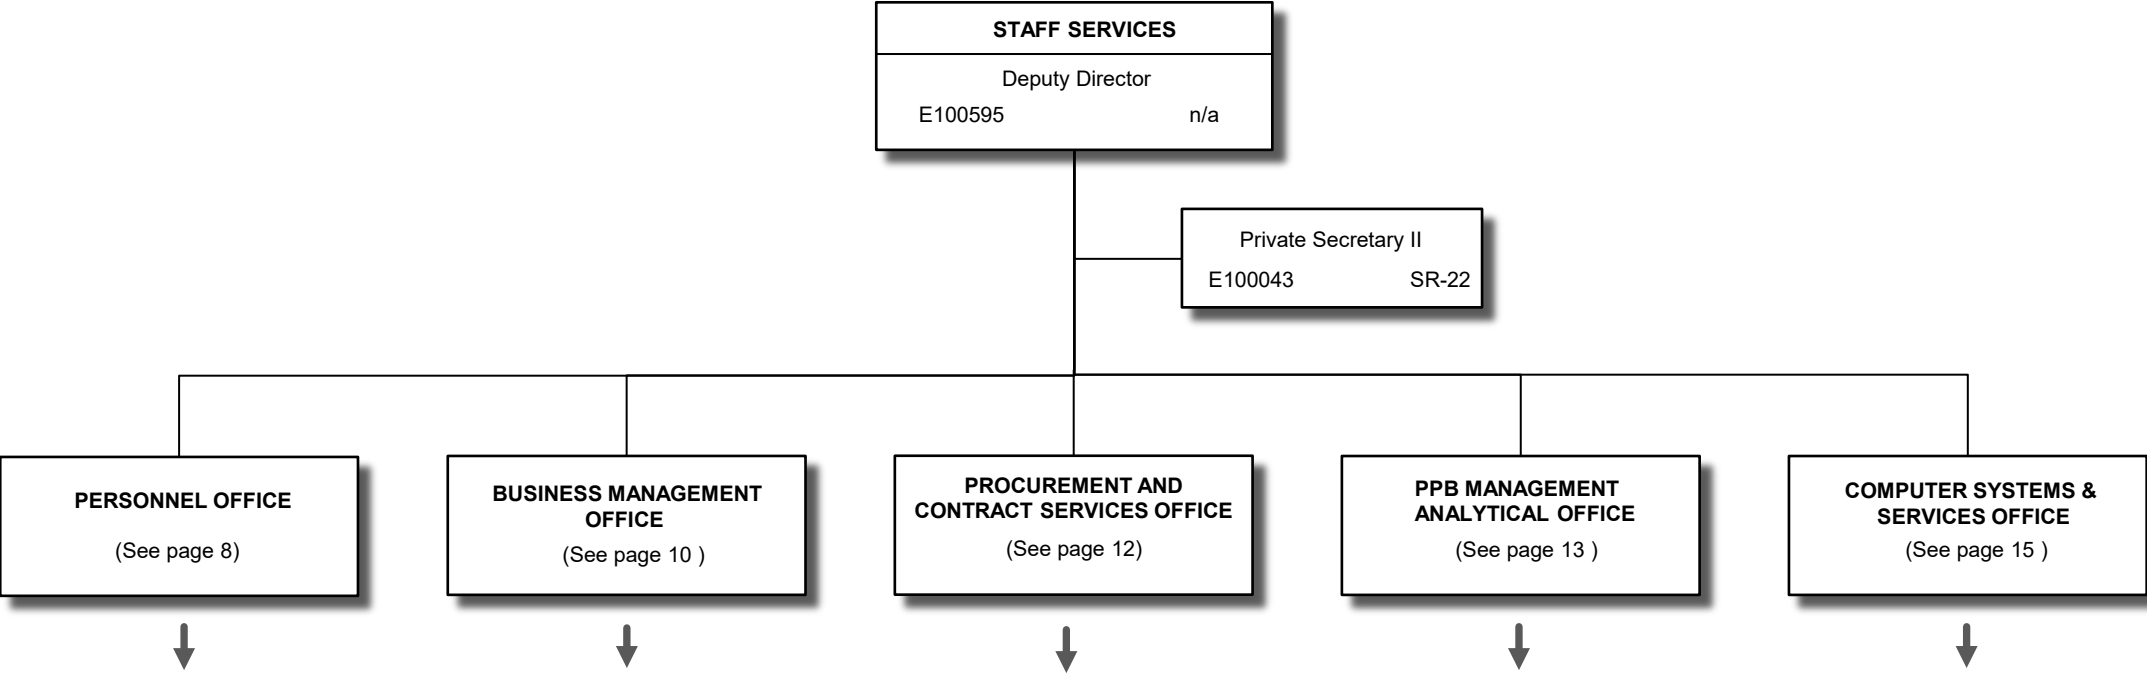 STAFF SERVICES
Deputy Director
E100595 n/a
Private Secretary II
E100043 SR-22
PERSONNEL OFFICE
(See page 8)
BUSINESS MANAGEMENT
OFFICE
(See page 10 )
PROCUREMENT AND
CONTRACT SERVICES OFFICE
(See page 12)
PPB MANAGEMENT
ANALYTICAL OFFICE
(See page 13 )
COMPUTER SYSTEMS &
SERVICES OFFICE
(See page 15 )